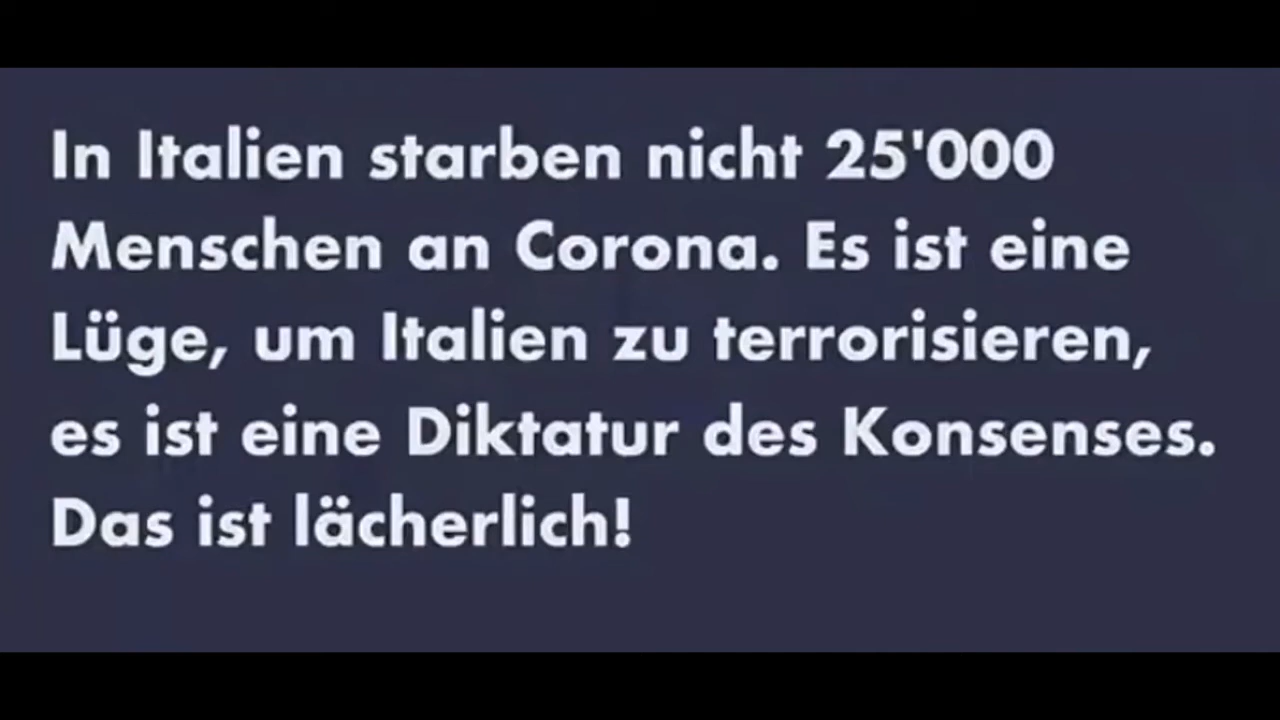 In Italien starben nicht 25'000
Menschen an Corona. Es ist eine
Lüge, um Italien zu terrorisieren,
es ist eine Diktatur des Konsenses.
Das ist lächerlich!